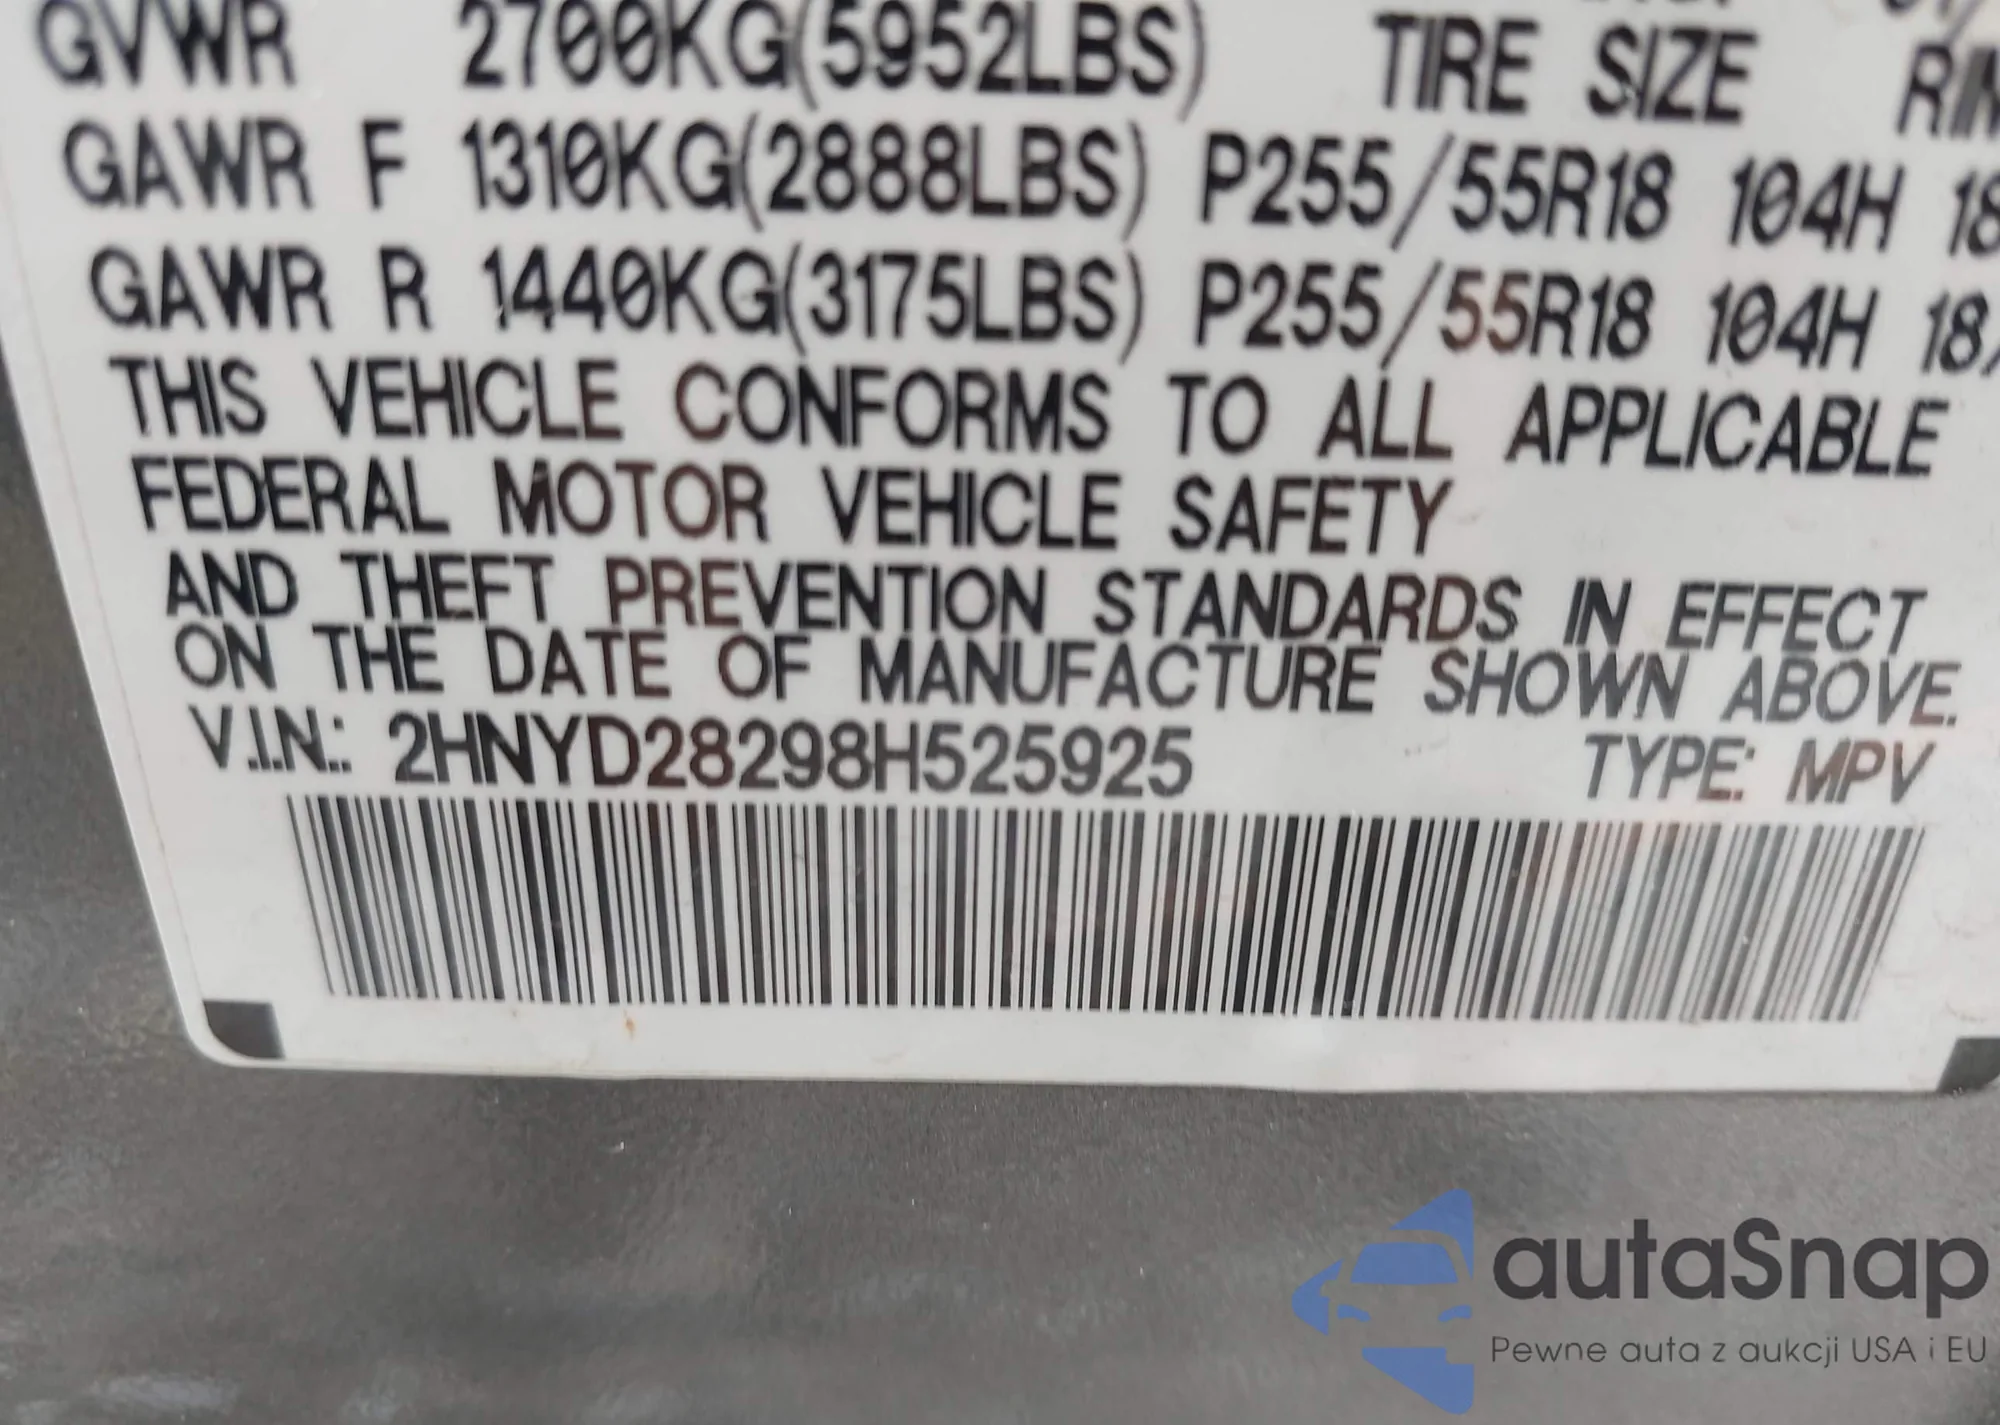 GVWR 2700KG(5952LBS) TIRE SIZE
GAWR F 1310KG(2888LBS) P255/55R18 104H 18
GAWR R 1440KG(3175LBS) P255/55R18 104H 18
THIS VEHICLE CONFORMS TO ALL APPLICABLE
FEDERAL MOTOR VEHICLE SAFETY
AND THEFT PREVENTION STANDARDS IN EFFECT
ON THE DATE OF MANUFACTURE SHOWN ABOVE.
V.I.N.: 2HNYD28298H525925 TYPE: MPV
autaSnap
Pewne auta z aukcji USA i EU